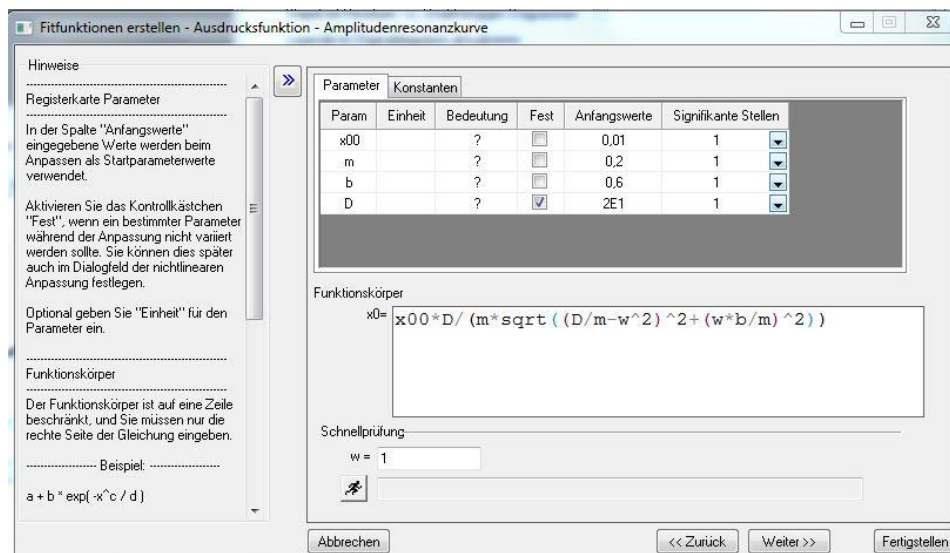 Fitfunktionen erstellen - Ausdrucksfunktion - Amplitudenresonanzkurve
Hinweise
Registerkarte Parameter
In der Spalte "Anfangswerte"
eingegebene Werte werden beim
Anpassen als Startparameterwerte
verwendet.
Aktivieren Sie das Kontrollkästchen
"Fest", wenn ein bestimmter Parameter
während der Anpassung nicht variiert
werden sollte. Sie können dies später
auch im Dialogfeld der nichtlinearen
Anpassung festlegen.
Optional geben Sie "Einheit" für den
Parameter ein.
Funktionskörper
Der Funktionskörper ist auf eine Zeile
beschränkt, und Sie müssen nur die
rechte Seite der Gleichung eingeben.
-------------------- Beispiel: --------------------
a + b * exp( -x^c / d )
Parameter Konstanten
Param Einheit Bedeutung Fest Anfangswerte Signifikante Stellen
x00 ? 0,01 1
m ? 0,2 1
b ? 0,6 1
D ? 2E1 1
Funktionskörper
x0= x00*D/(m*sqrt((D/m-w^2)^2+(w*b/m)^2))
Schnellprüfung
w = 1
Abbrechen << Zurück Weiter >> Fertigstellen